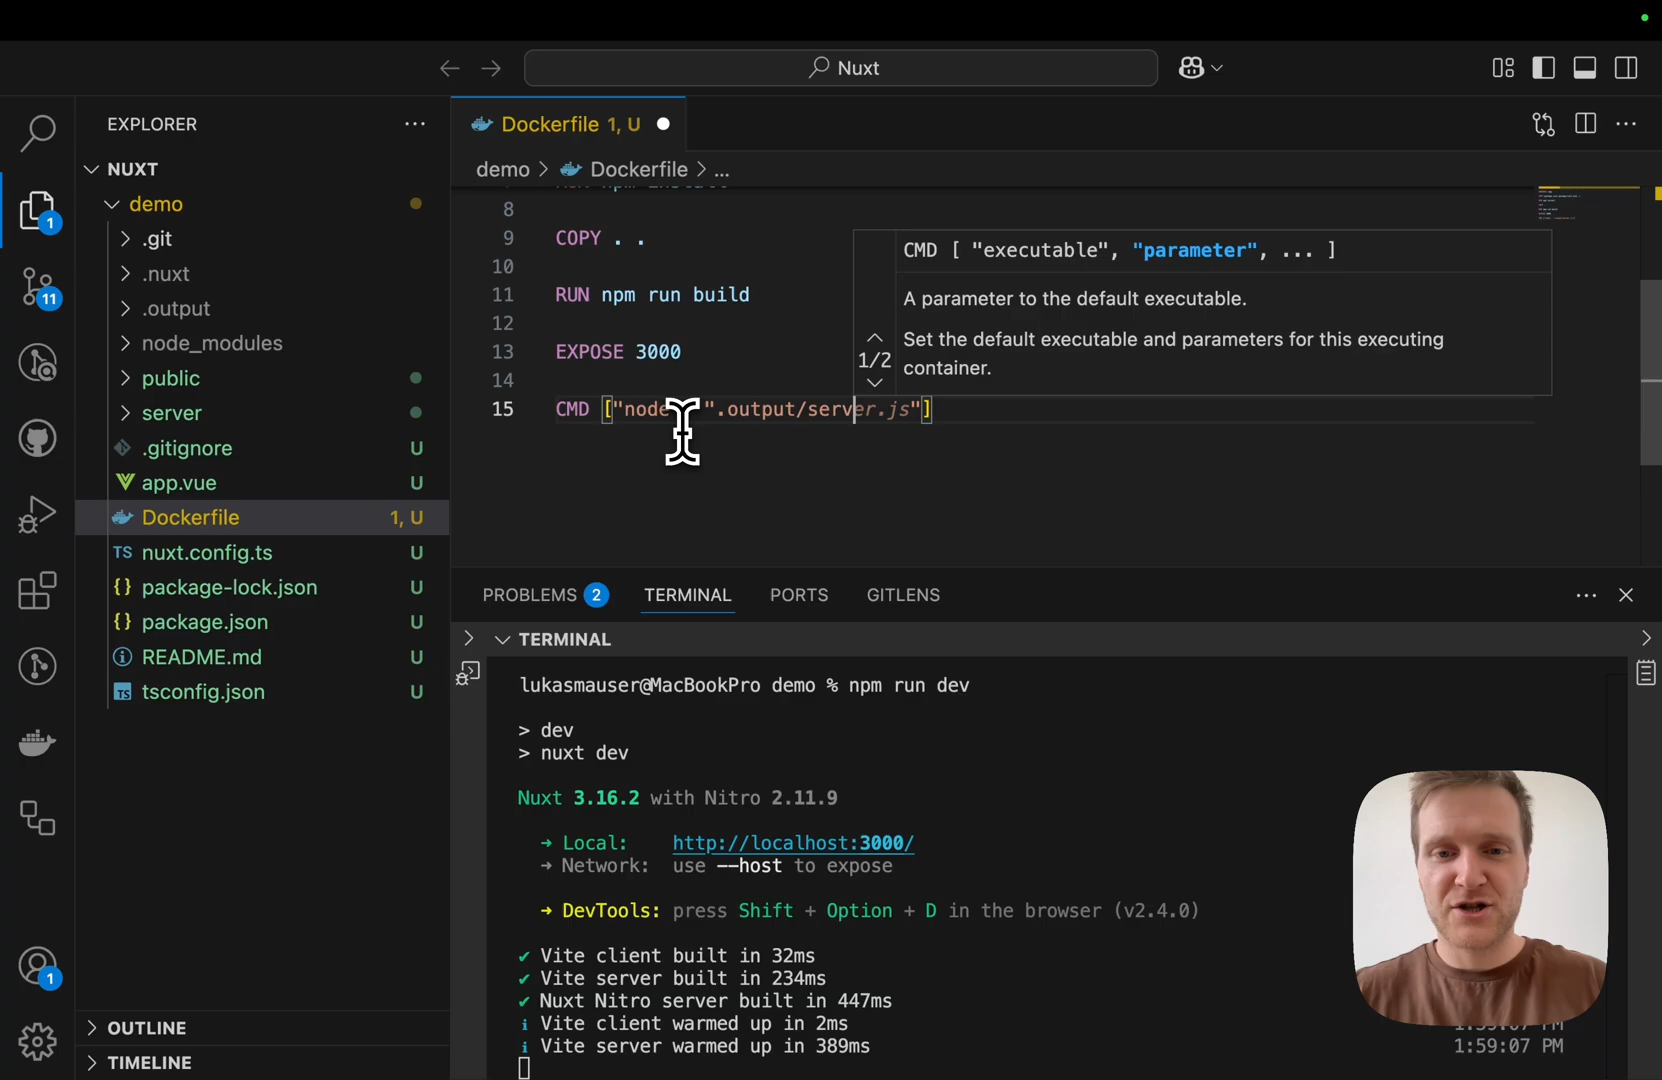 Nuxt
EXPLORER
NUXT
demo
.git
.nuxt
.output
node_modules
public
server
.gitignore U
app.vue U
Dockerfile 1, U
nuxt.config.ts U
package-lock.json U
package.json U
README.md U
tsconfig.json U
OUTLINE
TIMELINE
1
11
1
Dockerfile 1, U
demo > Dockerfile > ...
8
9 COPY . .
10
11 RUN npm run build
12
13 EXPOSE 3000
14
15 CMD ["node ".output/server.js"]
CMD [ "executable", "parameter", ... ]
A parameter to the default executable.
1/2
Set the default executable and parameters for this executing
container.
PROBLEMS 2 TERMINAL PORTS GITLENS
TERMINAL
lukasmauser@MacBookPro demo % npm run dev
> dev
> nuxt dev
Nuxt 3.16.2 with Nitro 2.11.9
➜ Local: http://localhost:3000/
➜ Network: use --host to expose
➜ DevTools: press Shift + Option + D in the browser (v2.4.0)
✔ Vite client built in 32ms
✔ Vite server built in 234ms
✔ Nuxt Nitro server built in 447ms
ℹ Vite client warmed up in 2ms
ℹ Vite server warmed up in 389ms 1:59:07 PM